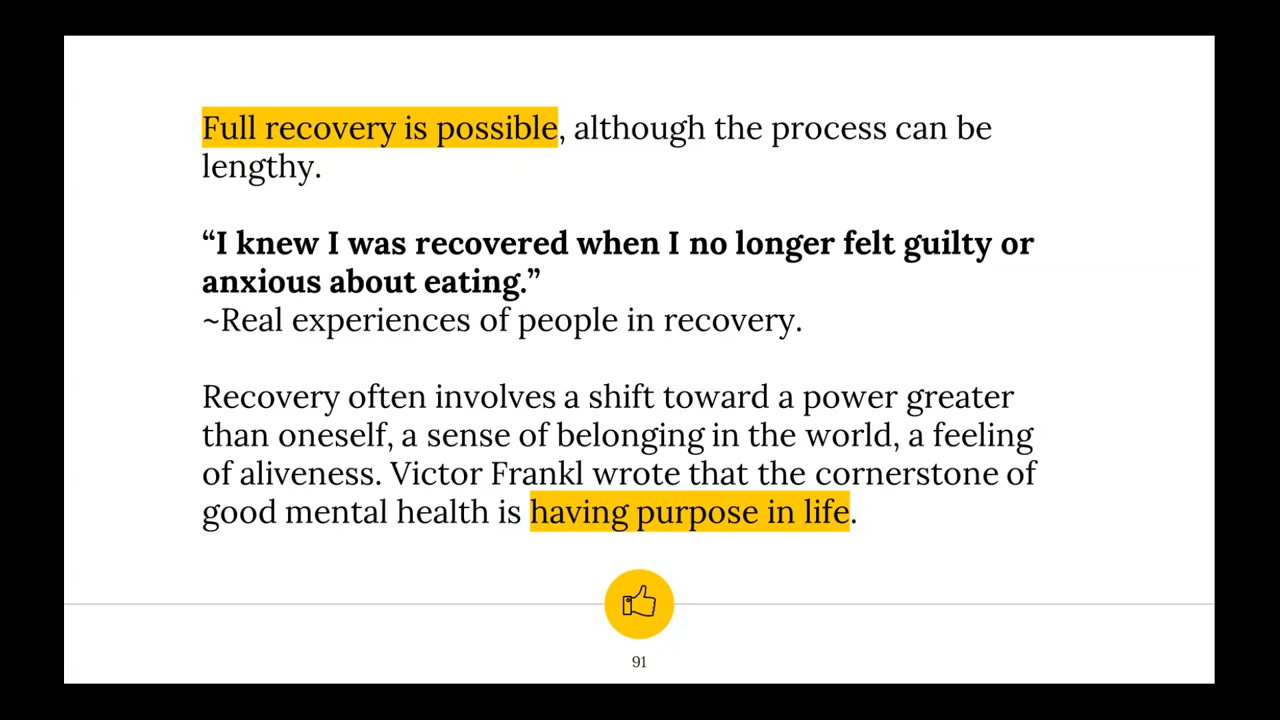 Full recovery is possible, although the process can be
lengthy.
“I knew I was recovered when I no longer felt guilty or
anxious about eating.”
~Real experiences of people in recovery.
Recovery often involves a shift toward a power greater
than oneself, a sense of belonging in the world, a feeling
of aliveness. Victor Frankl wrote that the cornerstone of
good mental health is having purpose in life.
91